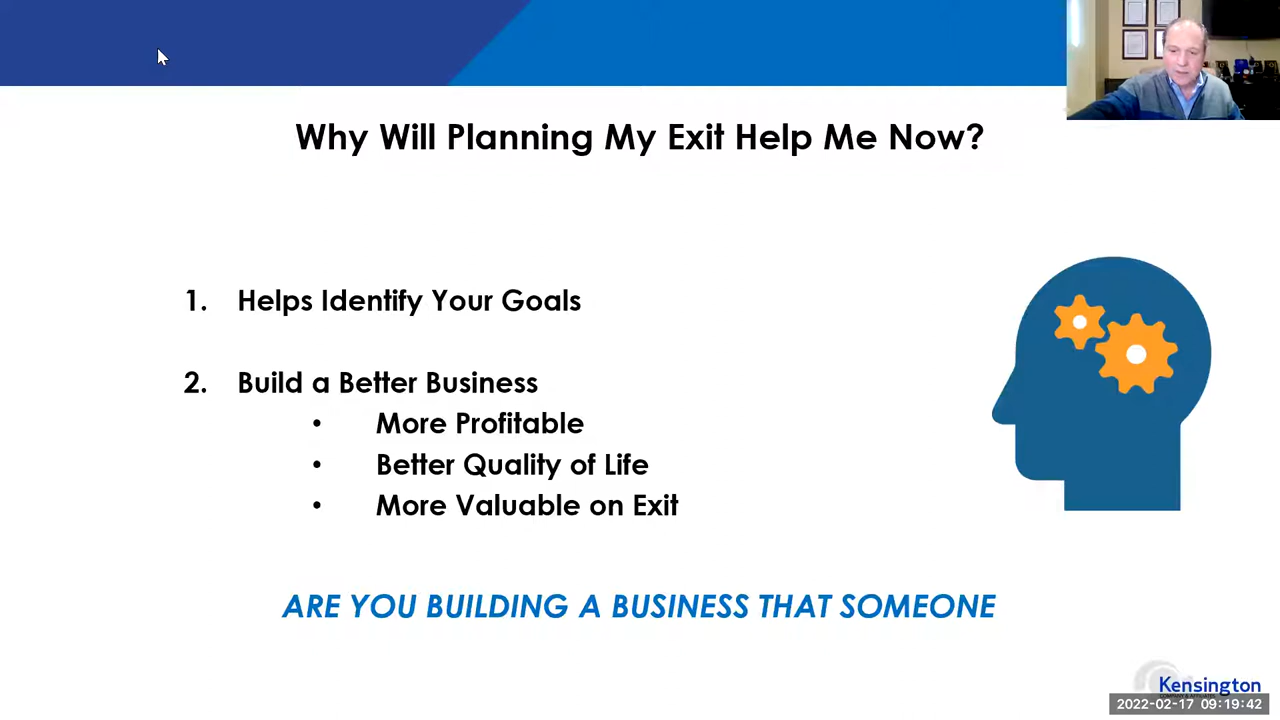 Why Will Planning My Exit Help Me Now?
1. Helps Identify Your Goals
2. Build a Better Business
• More Profitable
• Better Quality of Life
• More Valuable on Exit
ARE YOU BUILDING A BUSINESS THAT SOMEONE
Kensington
COMPANY & AFFILIATES
2022-02-17 09:19:42